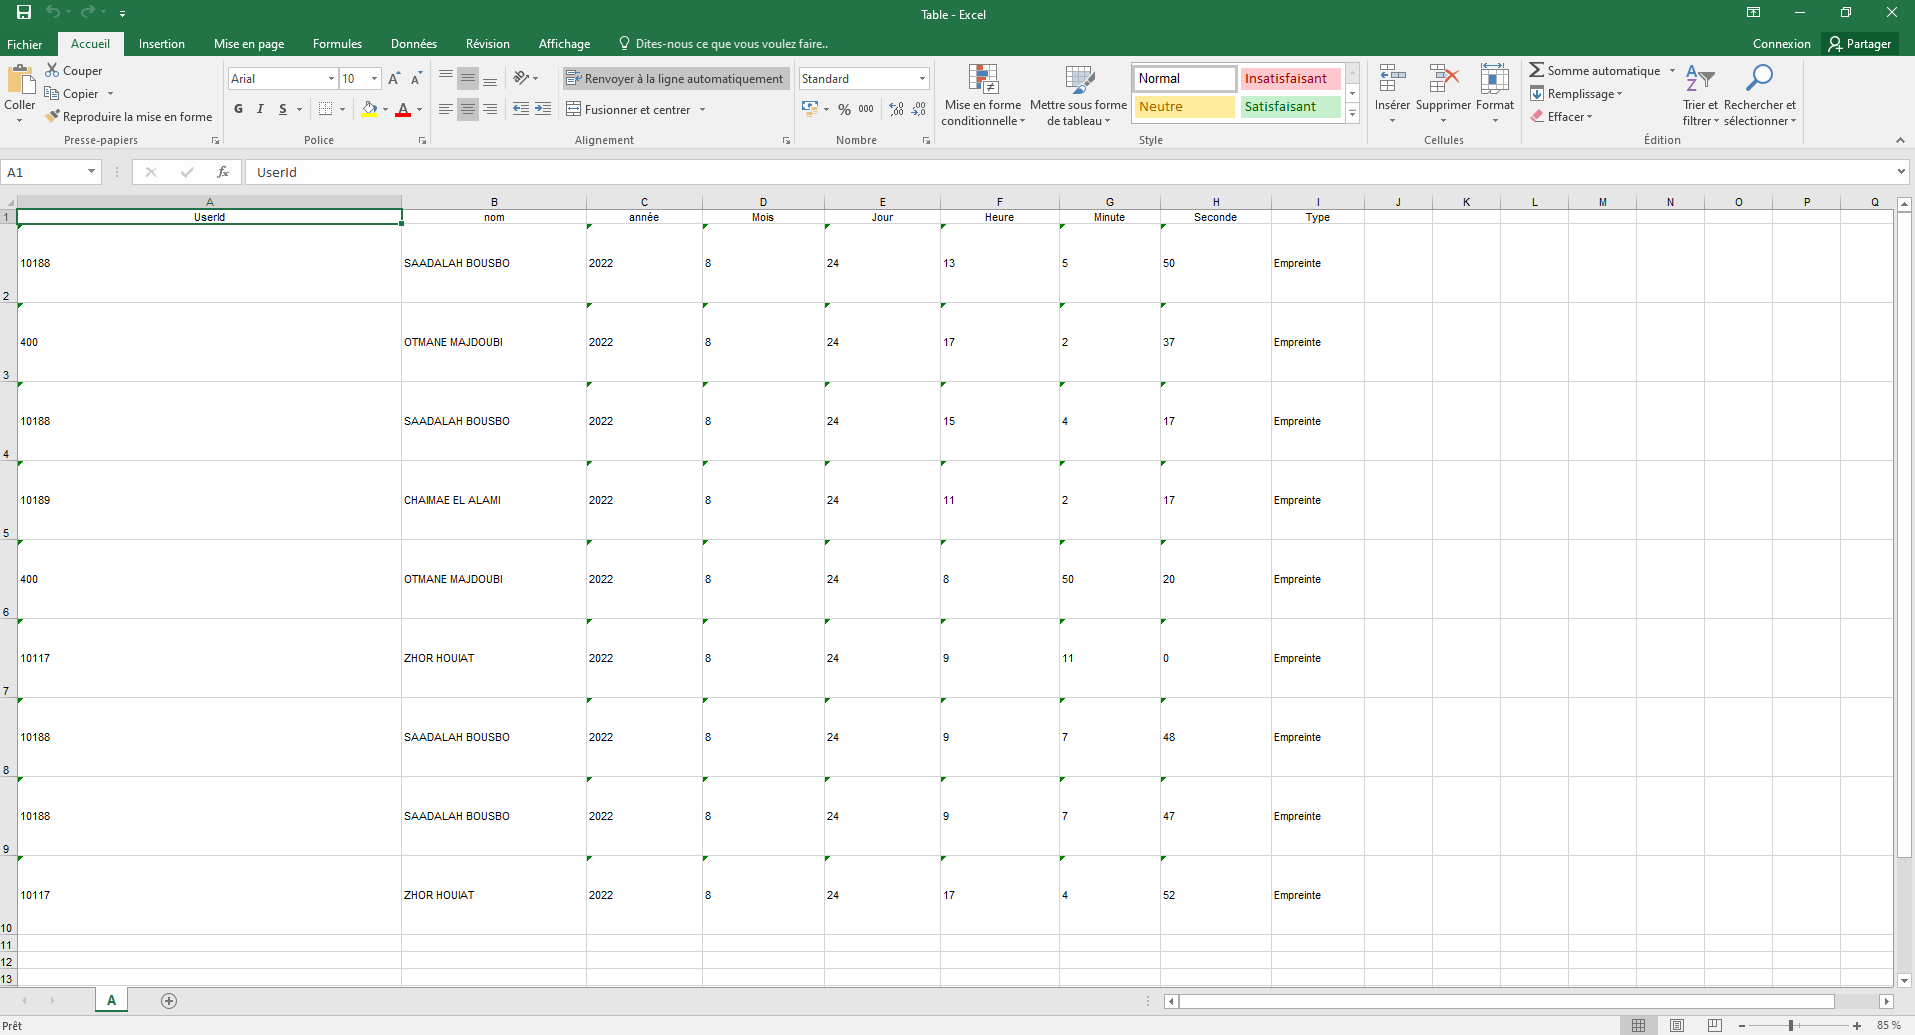 Table - Excel
Fichier Accueil Insertion Mise en page Formules Données Révision Affichage Dites-nous ce que vous voulez faire.. Connexion Partager
Coller
Couper
Copier
Reproduire la mise en forme
Presse-papiers
Arial 10
G I S A
Police
Renvoyer à la ligne automatiquement
Fusionner et centrer
Alignement
Standard
% 000
Nombre
Mise en forme conditionnelle
Mettre sous forme de tableau
Normal Insatisfaisant
Neutre Satisfaisant
Style
Insérer Supprimer Format
Cellules
Somme automatique
Remplissage
Effacer
Trier et filtrer
Rechercher et sélectionner
Édition
A1 fx UserId
A B C D E F G H I J K L M N O P Q
1 UserId nom année Mois Jour Heure Minute Seconde Type
2 10188 SAADALAH BOUSBO 2022 8 24 13 5 50 Empreinte
3 400 OTMANE MAJDOUBI 2022 8 24 17 2 37 Empreinte
4 10188 SAADALAH BOUSBO 2022 8 24 15 4 17 Empreinte
5 10189 CHAIMAE EL ALAMI 2022 8 24 11 2 17 Empreinte
6 400 OTMANE MAJDOUBI 2022 8 24 8 50 20 Empreinte
7 10117 ZHOR HOUIAT 2022 8 24 9 11 0 Empreinte
8 10188 SAADALAH BOUSBO 2022 8 24 9 7 48 Empreinte
9 10188 SAADALAH BOUSBO 2022 8 24 9 7 47 Empreinte
10 10117 ZHOR HOUIAT 2022 8 24 17 4 52 Empreinte
11
12
13
A
Prêt 85 %